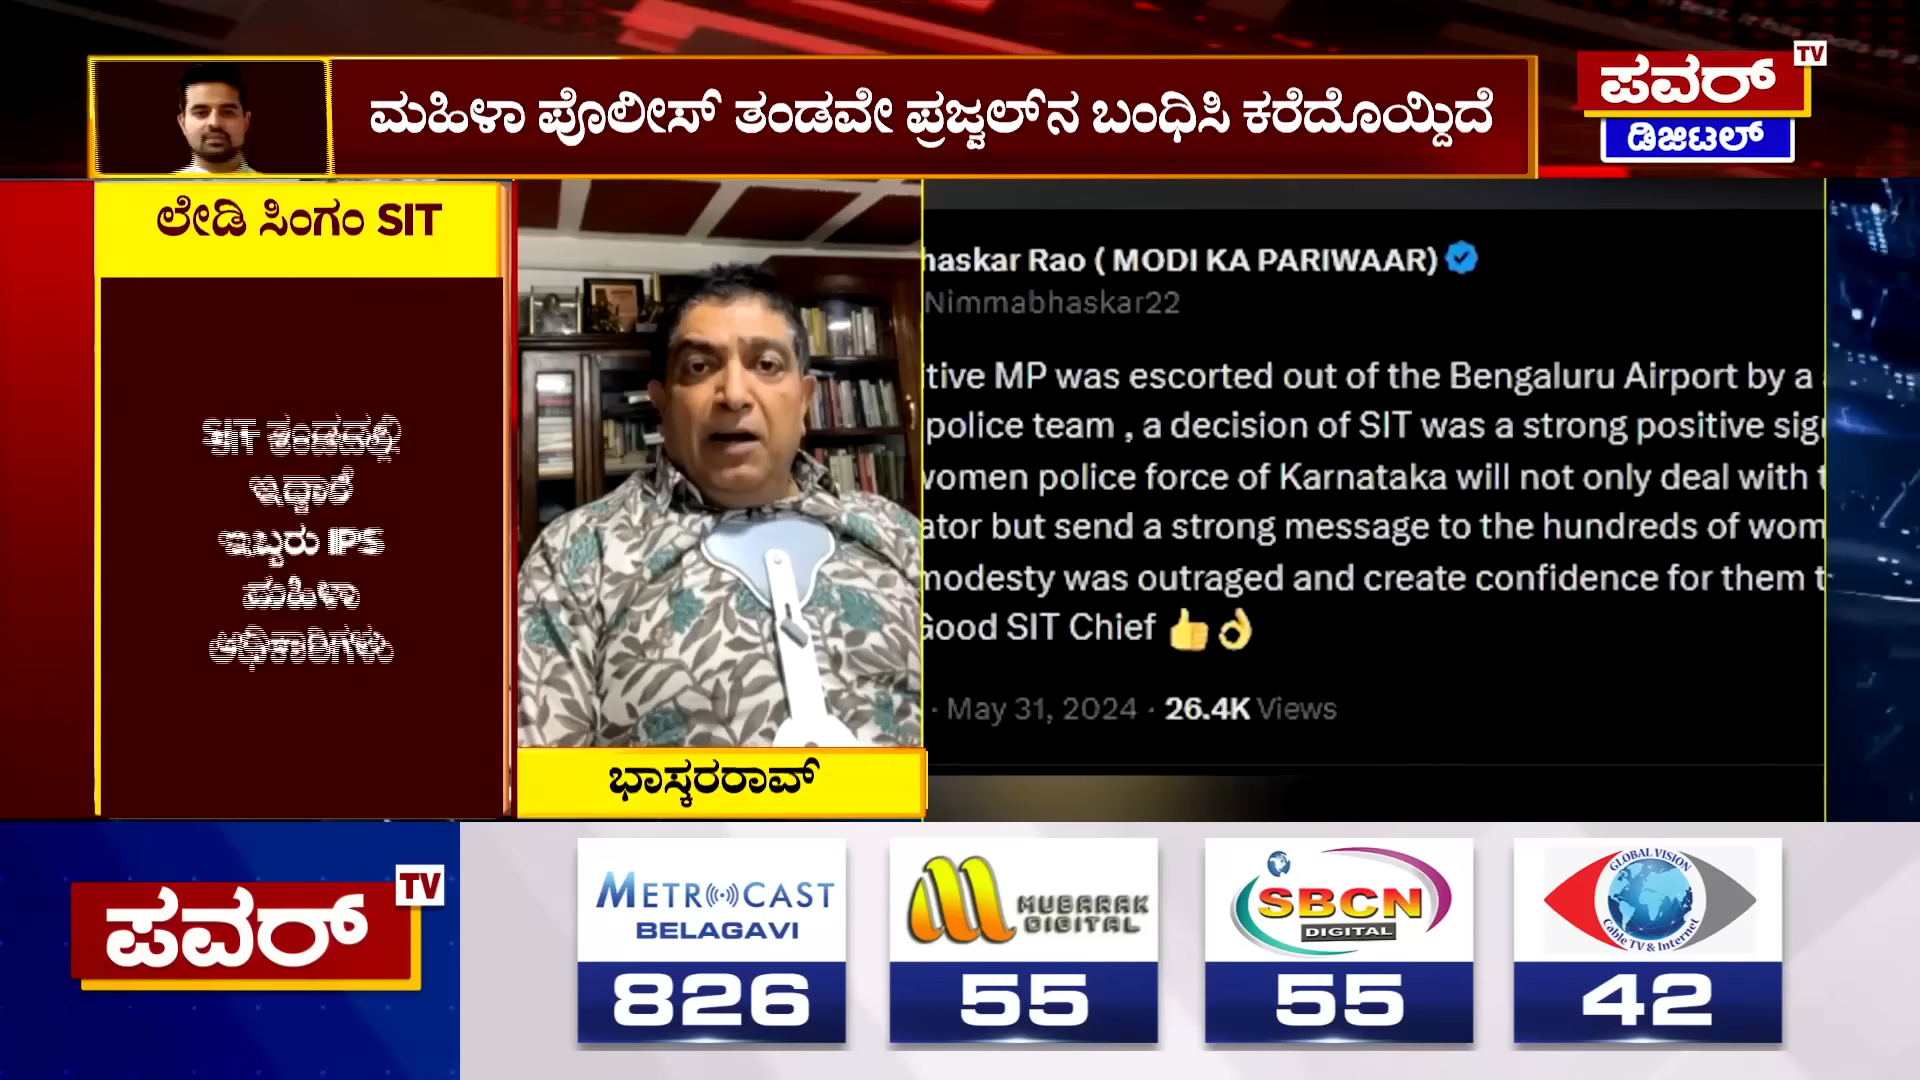 ಮಹಿಳಾ ಪೊಲೀಸ್ ತಂಡವೇ ಪ್ರಜ್ವಲ್‌ನ ಬಂಧಿಸಿ ಕರೆದೊಯ್ದಿದೆ
ಪವರ್ TV
ಡಿಜಿಟಲ್
ಲೇಡಿ ಸಿಂಗಂ SIT
SIT ತಂಡದಲ್ಲಿ
ಇದ್ದಾರೆ
ಇಬ್ಬರು IPS
ಮಹಿಳಾ
ಅಧಿಕಾರಿಗಳು
ಭಾಸ್ಕರರಾವ್
haskar Rao ( MODI KA PARIWAAR)
Nimmabhaskar22
tive MP was escorted out of the Bengaluru Airport by a
police team , a decision of SIT was a strong positive sig
women police force of Karnataka will not only deal with t
ator but send a strong message to the hundreds of wom
modesty was outraged and create confidence for them t
Good SIT Chief 👍👌
· May 31, 2024 · 26.4K Views
ಪವರ್ TV
METROCAST
BELAGAVI
826
MUBARAK
DIGITAL
55
SBCN
DIGITAL
55
GLOBAL VISION
Cable TV & Internet
42